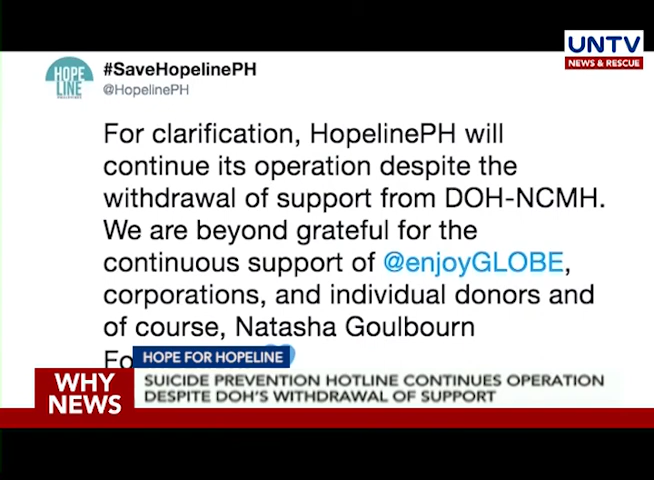 UNTV
NEWS & RESCUE
HOPE
LINE
#SaveHopelinePH
@HopelinePH
For clarification, HopelinePH will
continue its operation despite the
withdrawal of support from DOH-NCMH.
We are beyond grateful for the
continuous support of @enjoyGLOBE,
corporations, and individual donors and
of course, Natasha Goulbourn
Fo
HOPE FOR HOPELINE
WHY
NEWS
SUICIDE PREVENTION HOTLINE CONTINUES OPERATION
DESPITE DOH'S WITHDRAWAL OF SUPPORT